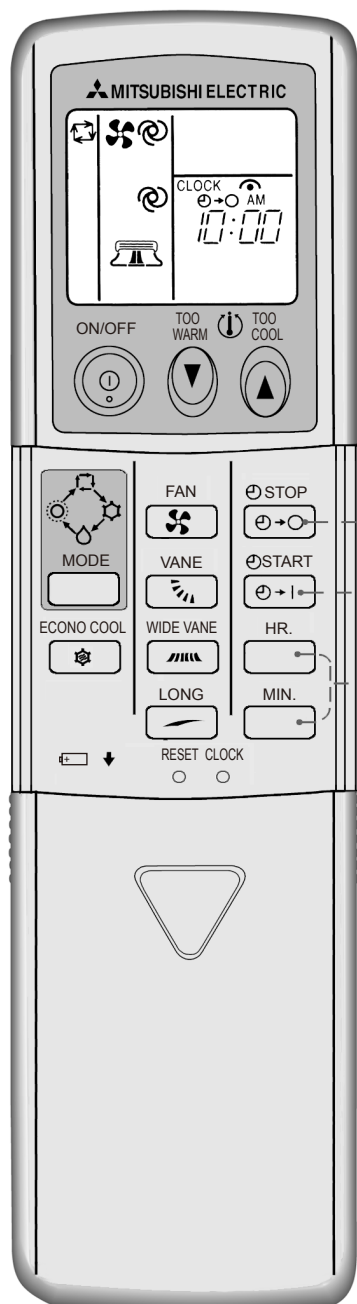 MITSUBISHI ELECTRIC
CLOCK
AM
10:00
ON/OFF
TOO
WARM
TOO
COOL
MODE
ECONO COOL
FAN
VANE
WIDE VANE
LONG
STOP
START
HR.
MIN.
RESET CLOCK